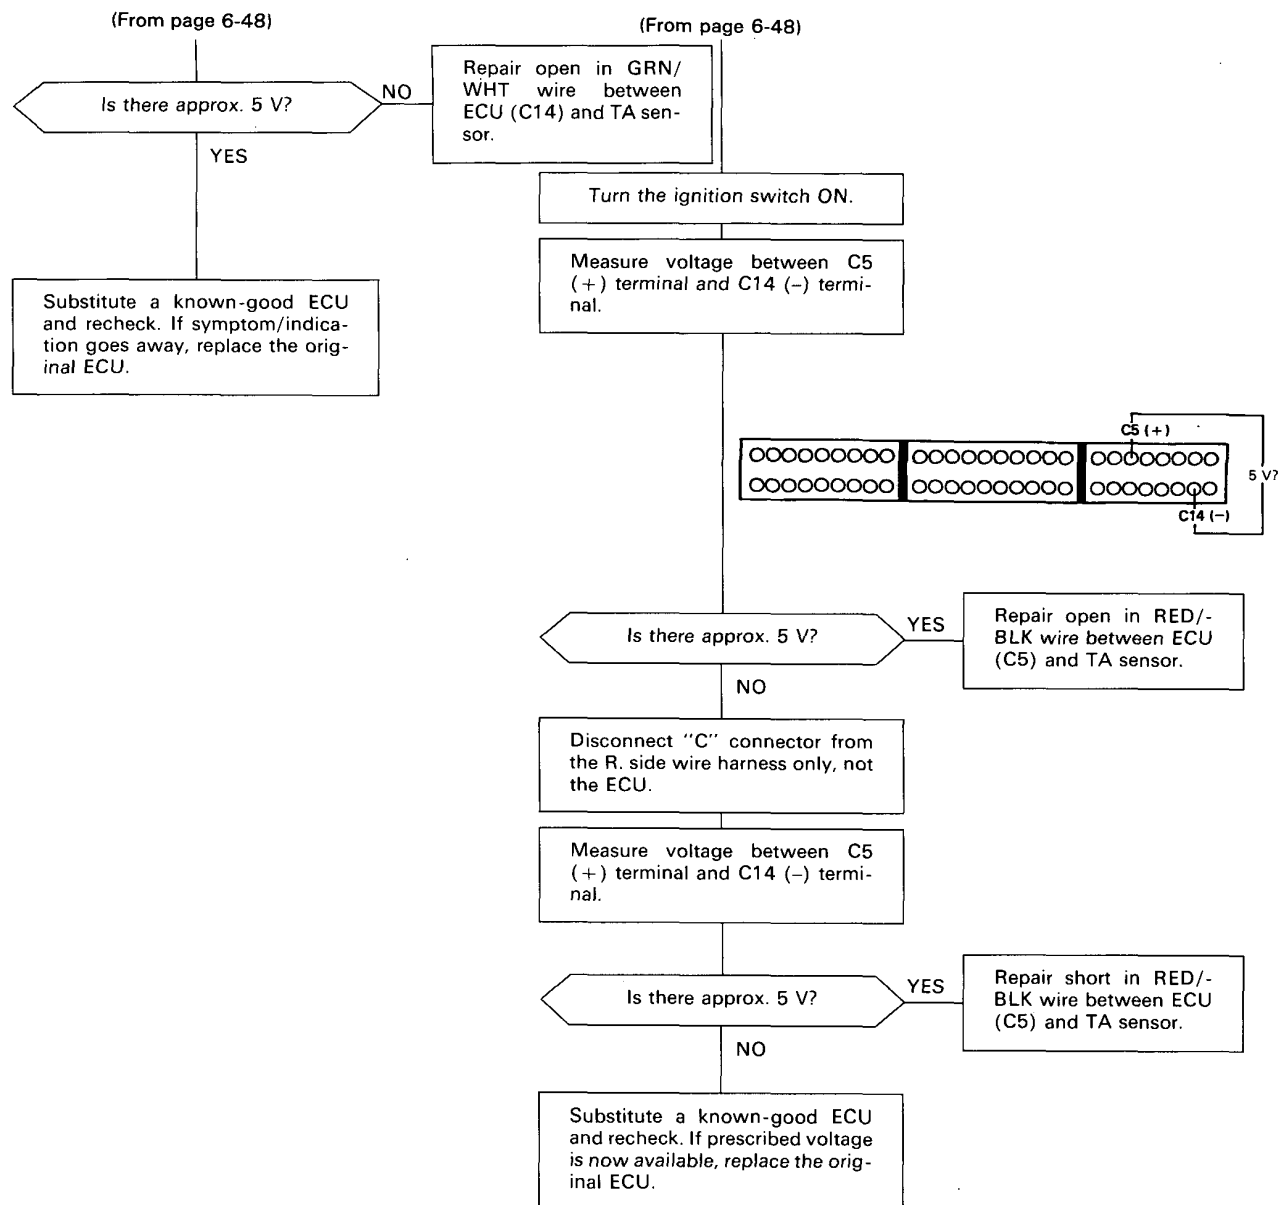 (From page 6-48)
Is there approx. 5 V?
NO
Repair open in GRN/
WHT wire between
ECU (C14) and TA sen-
sor.
YES
Substitute a known-good ECU
and recheck. If symptom/indica-
tion goes away, replace the orig-
inal ECU.
(From page 6-48)
Turn the ignition switch ON.
Measure voltage between C5
(+) terminal and C14 (–) termi-
nal.
C5 (+)
5 V?
C14 (–)
Is there approx. 5 V?
YES
Repair open in RED/-
BLK wire between ECU
(C5) and TA sensor.
NO
Disconnect "C" connector from
the R. side wire harness only, not
the ECU.
Measure voltage between C5
(+) terminal and C14 (–) termi-
nal.
Is there approx. 5 V?
YES
Repair short in RED/-
BLK wire between ECU
(C5) and TA sensor.
NO
Substitute a known-good ECU
and recheck. If prescribed voltage
is now available, replace the orig-
inal ECU.